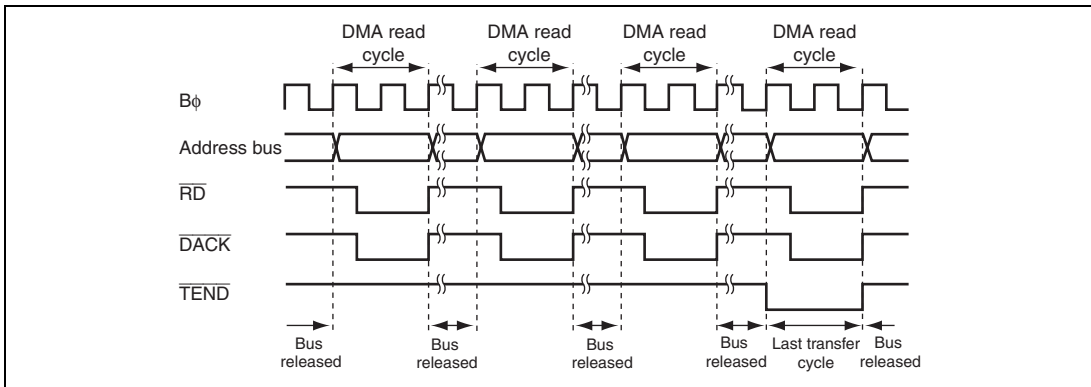 DMA read cycle
DMA read cycle
DMA read cycle
DMA read cycle
Bϕ
Address bus
RD
DACK
TEND
Bus released
Bus released
Bus released
Bus released
Last transfer cycle
Bus released